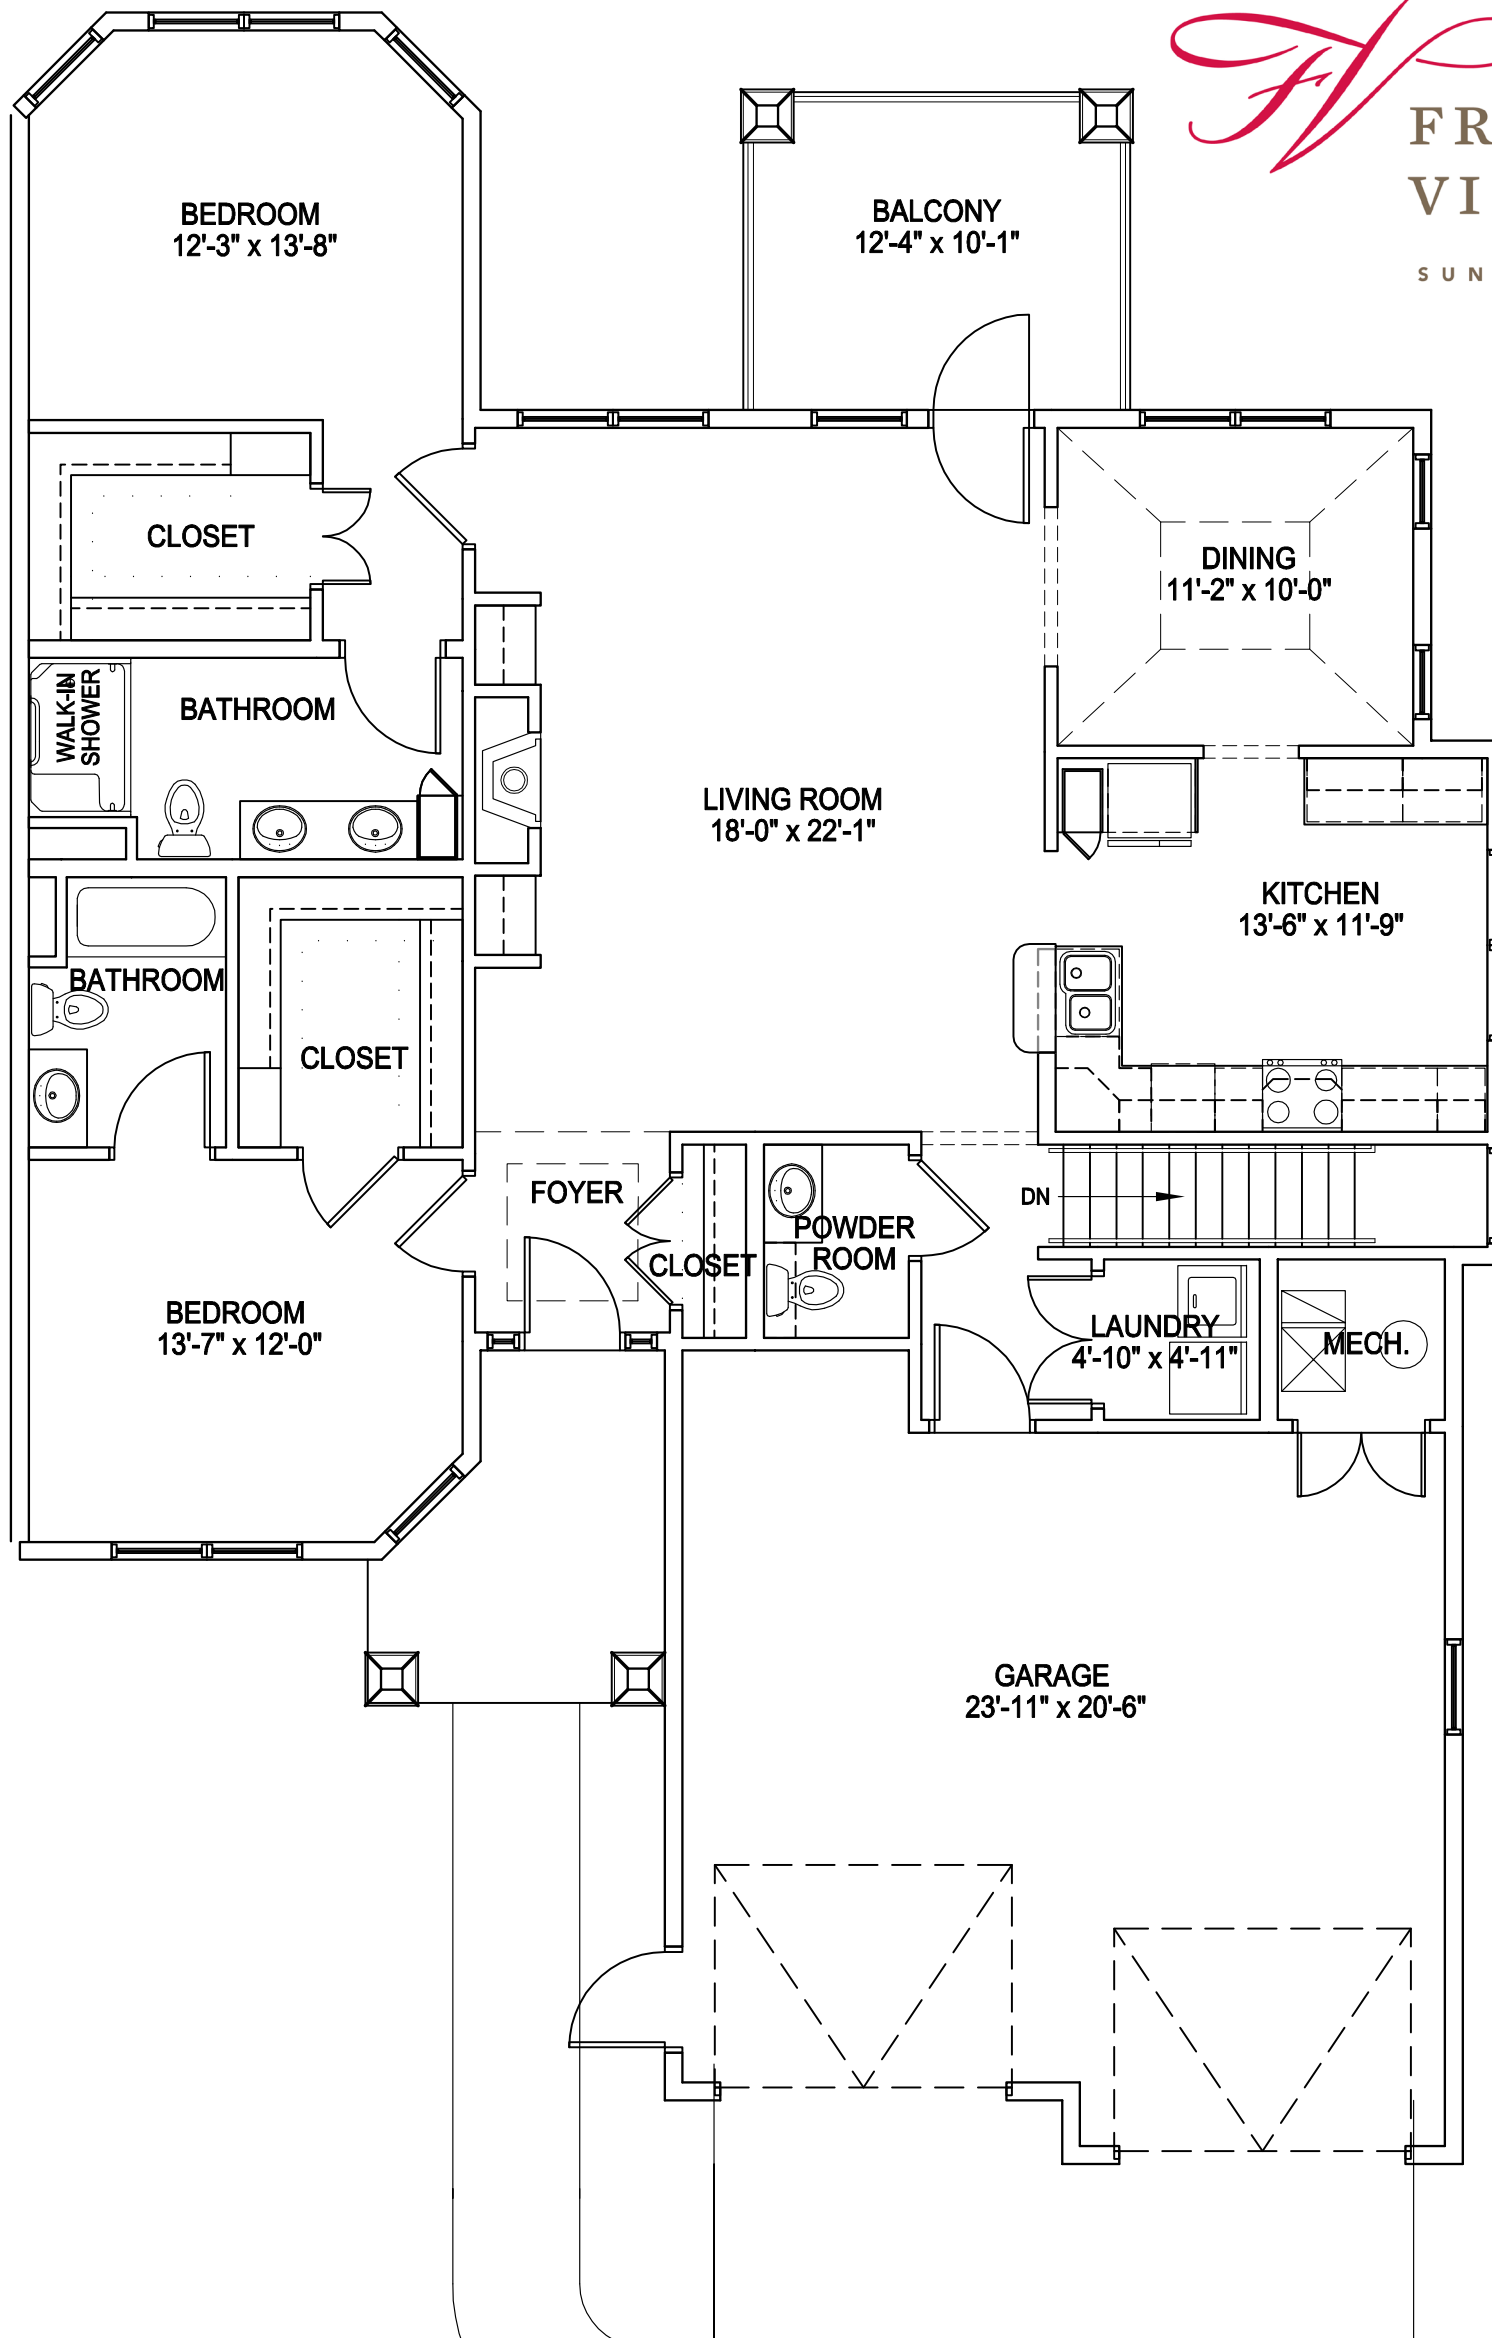 FR
VI
SUN
BEDROOM
12'-3" x 13'-8"
BALCONY
12'-4" x 10'-1"
CLOSET
DINING
11'-2" x 10'-0"
WALK-IN
SHOWER
BATHROOM
LIVING ROOM
18'-0" x 22'-1"
KITCHEN
13'-6" x 11'-9"
BATHROOM
CLOSET
FOYER
DN
POWDER
ROOM
CLOSET
BEDROOM
13'-7" x 12'-0"
LAUNDRY
4'-10" x 4'-11"
MECH.
GARAGE
23'-11" x 20'-6"